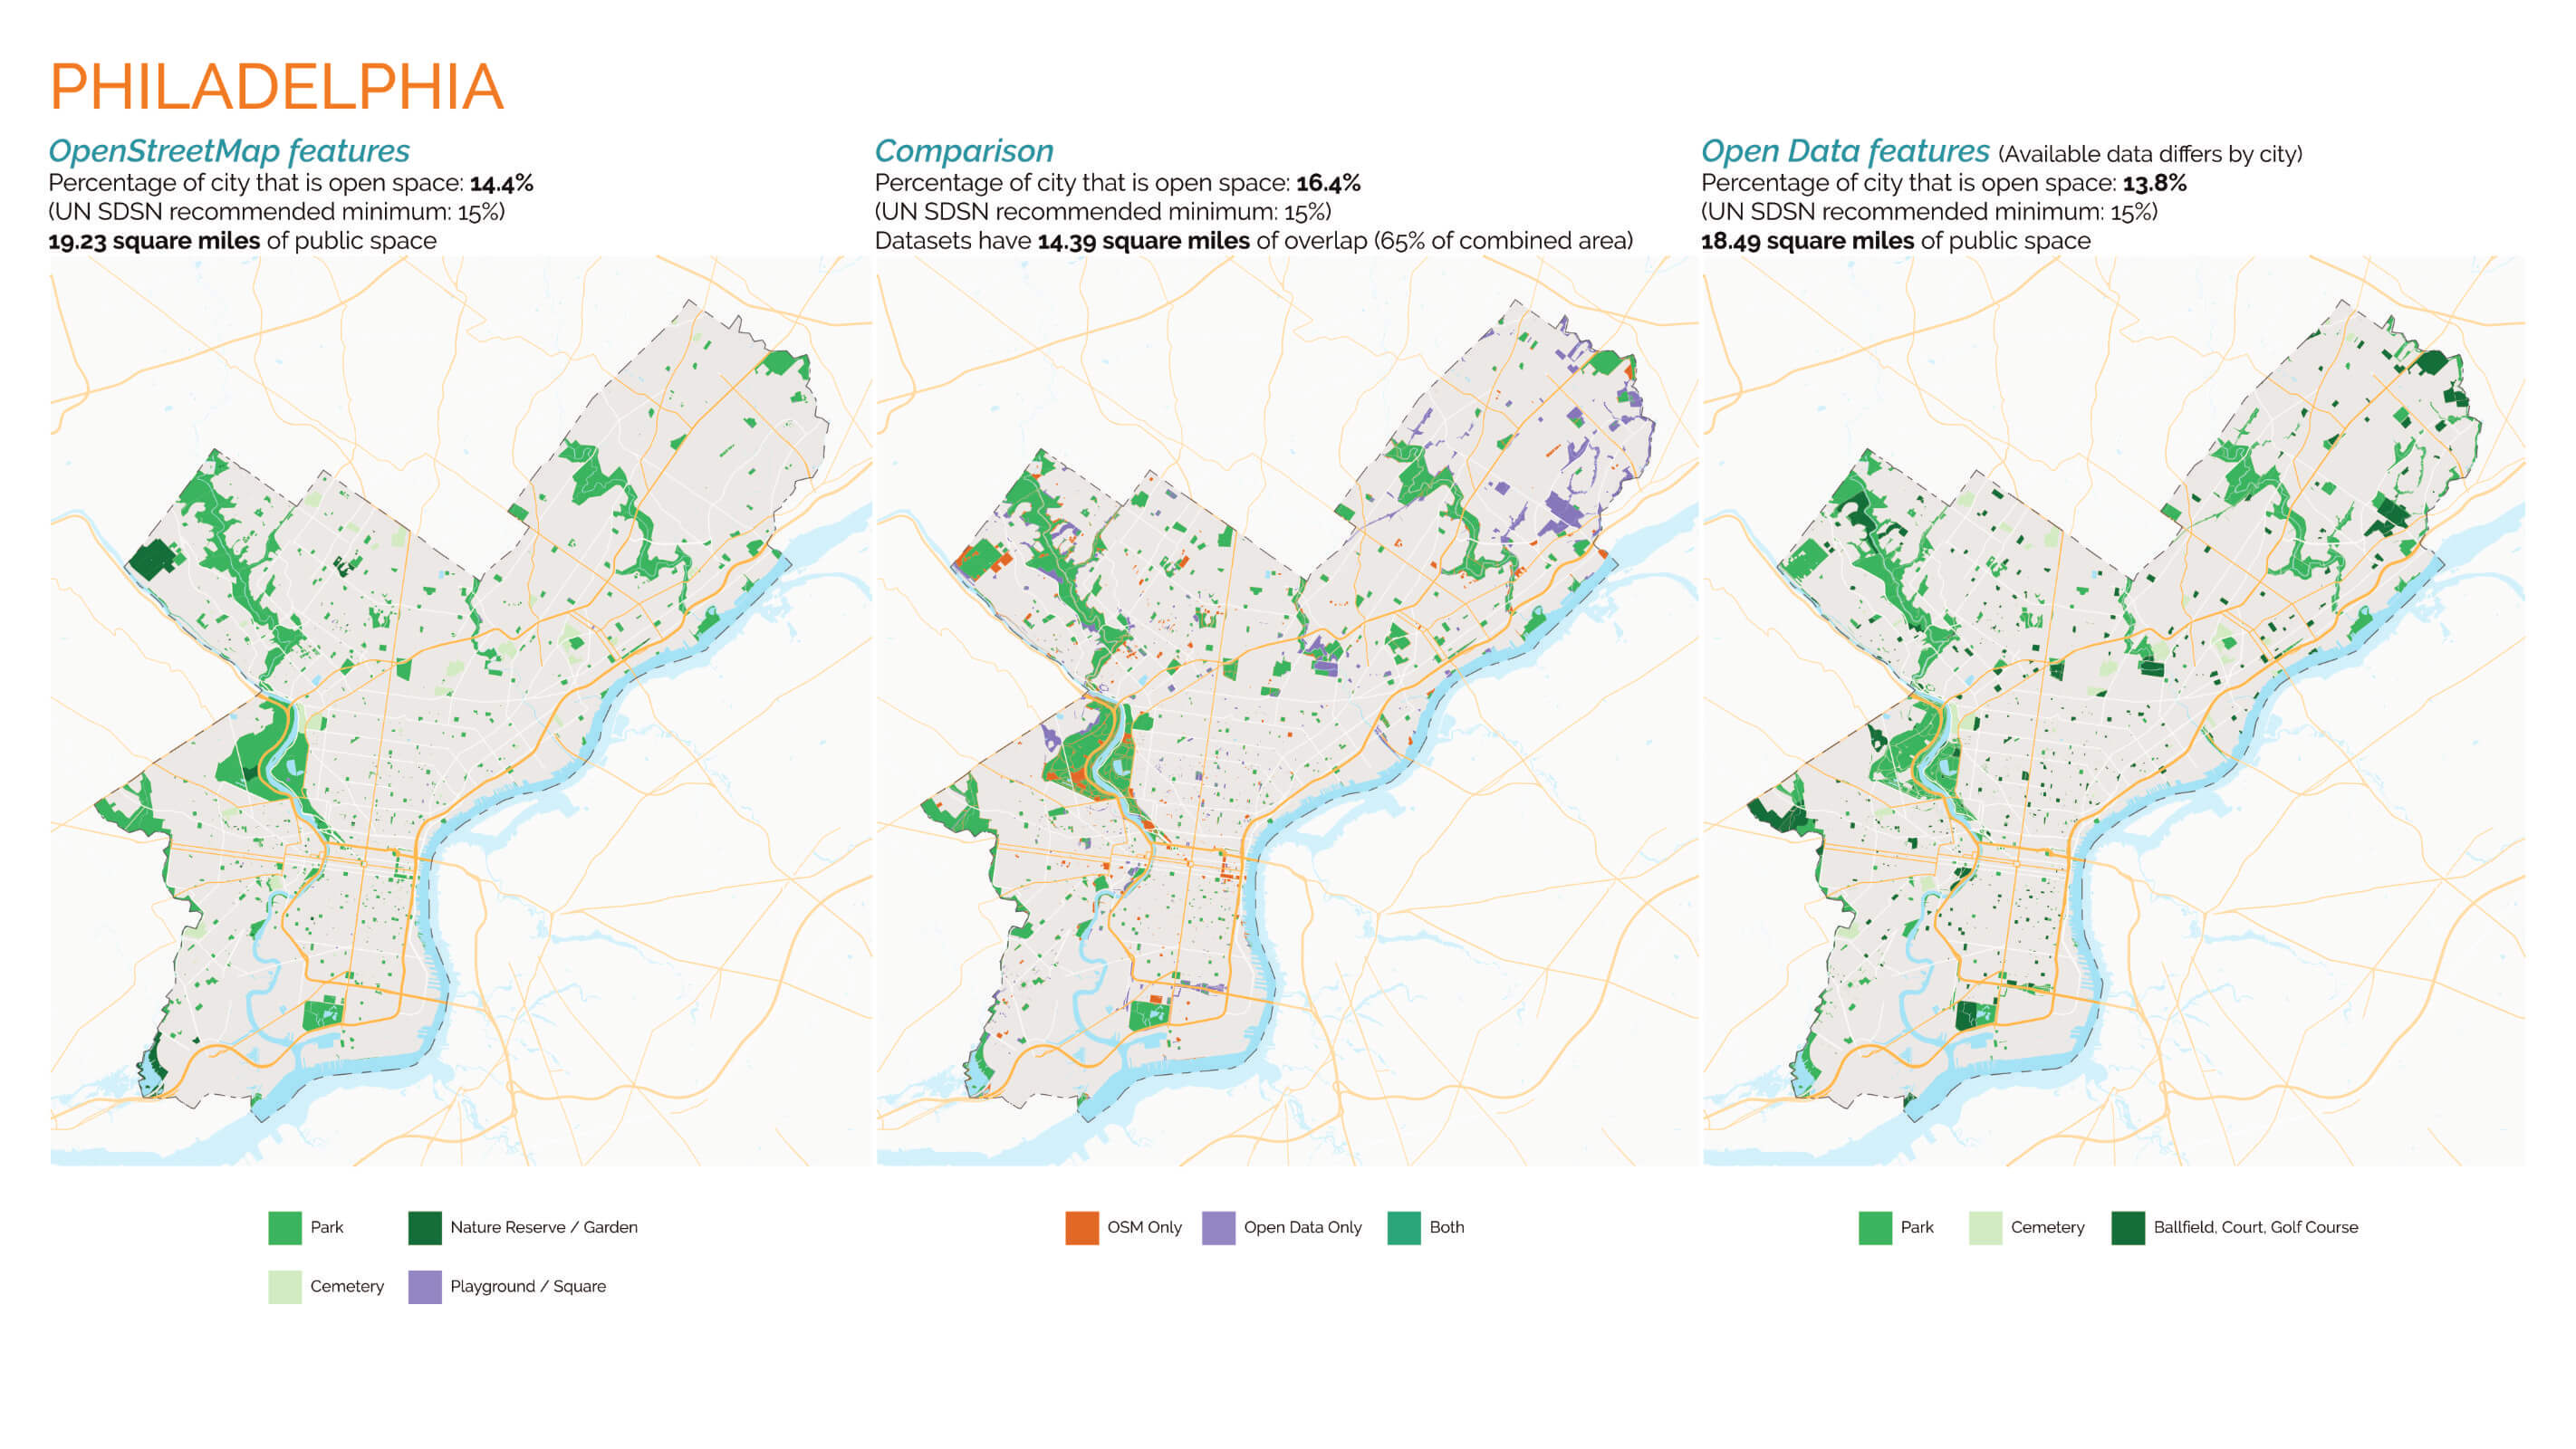 PHILADELPHIA
OpenStreetMap features
Percentage of city that is open space: 14.4%
(UN SDSN recommended minimum: 15%)
19.23 square miles of public space
Comparison
Percentage of city that is open space: 16.4%
(UN SDSN recommended minimum: 15%)
Datasets have 14.39 square miles of overlap (65% of combined area)
Open Data features (Available data differs by city)
Percentage of city that is open space: 13.8%
(UN SDSN recommended minimum: 15%)
18.49 square miles of public space
Park
Nature Reserve / Garden
Cemetery
Playground / Square
OSM Only
Open Data Only
Both
Park
Cemetery
Ballfield, Court, Golf Course